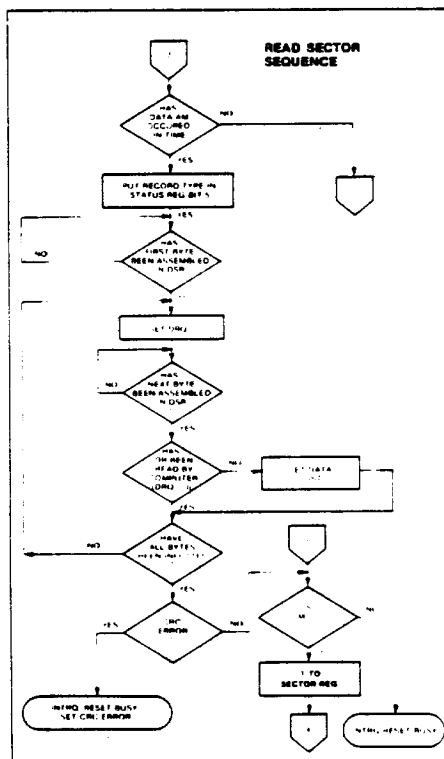 READ SECTOR
SEQUENCE
HAS
DATA AM
OCCURED
IN TIME
NO
YES
PUT RECORD TYPE IN
STATUS REG BIT 5
YES
HAS
FIRST BYTE
BEEN ASSEMBLED
IN DSR
NO
SET DRQ
HAS
NEXT BYTE
BEEN ASSEMBLED
IN DSR
NO
YES
HAS
DR BEEN
READ BY
COMPUTER
NO
YES
DATA
HAVE
ALL BYTES
BEEN
NO
YES
CRC
ERROR
YES
NO
TO
SECTOR REG
INTRQ RESET BUSY
SET CRC ERROR
INTRQ RESET BUSY